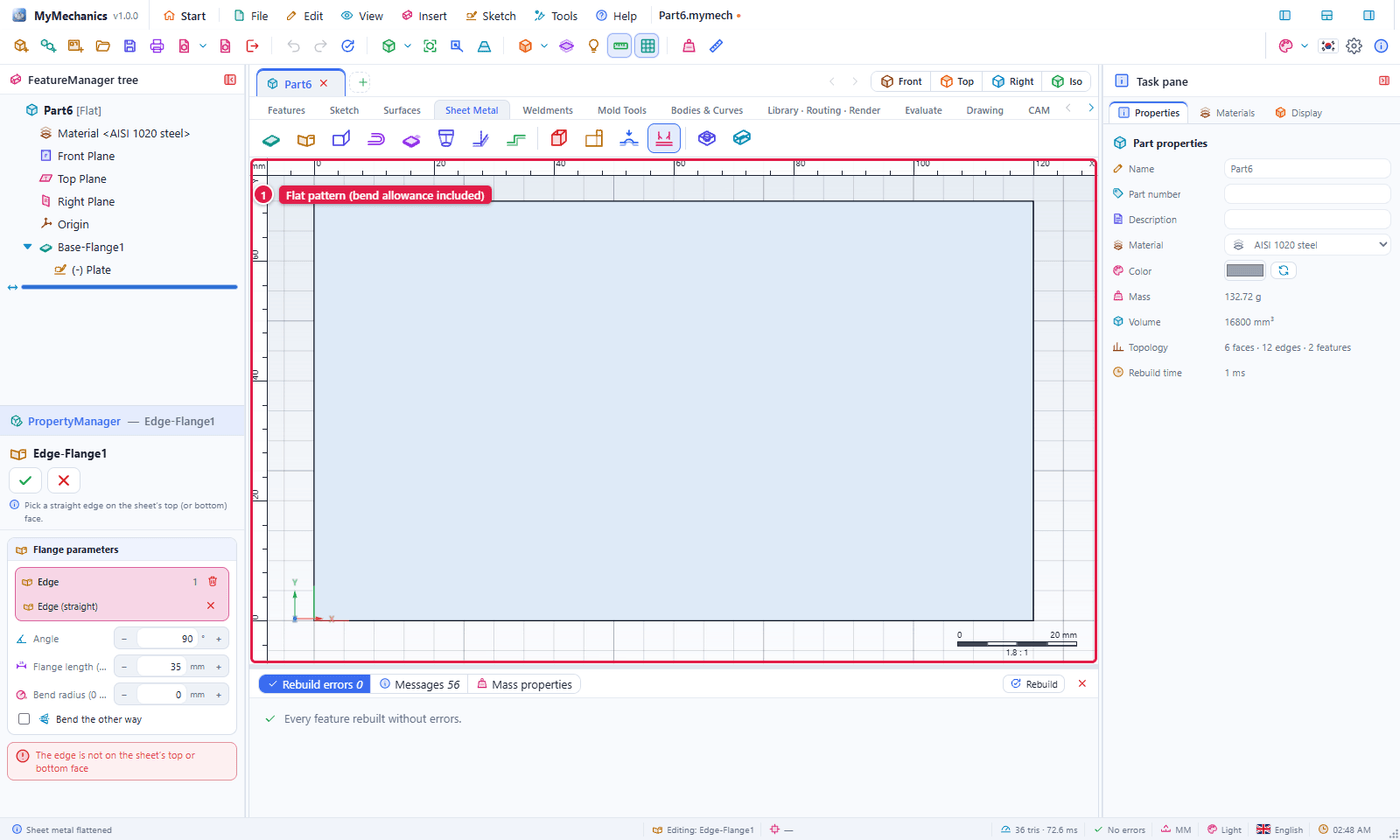 MyMechanics v1.0.0 Start File Edit View Insert Sketch Tools Help Part6.mymech
FeatureManager tree
Part6 [Flat]
Material <AISI 1020 steel>
Front Plane
Top Plane
Right Plane
Origin
Base-Flange1
(-) Plate
PropertyManager — Edge-Flange1
Edge-Flange1
Pick a straight edge on the sheet's top (or bottom)
face.
Flange parameters
Edge 1
Edge (straight)
Angle − 90 ° +
Flange length (... − 35 mm +
Bend radius (0 ... − 0 mm +
Bend the other way
The edge is not on the sheet's top or
bottom face
Part6 Front Top Right Iso
Features Sketch Surfaces Sheet Metal Weldments Mold Tools Bodies & Curves Library · Routing · Render Evaluate Drawing CAM
mm 0 20 40 60 80 100 120 X
Y
1 Flat pattern (bend allowance included)
60
40
20
0
Y
X
0 20 mm
1.8 : 1
Rebuild errors 0 Messages 56 Mass properties Rebuild
Every feature rebuilt without errors.
Task pane
Properties Materials Display
Part properties
Name Part6
Part number
Description
Material AISI 1020 steel
Color
Mass 132.72 g
Volume 16800 mm³
Topology 6 faces · 12 edges · 2 features
Rebuild time 1 ms
Sheet metal flattened Editing: Edge-Flange1 — 36 tris · 72.6 ms No errors MM Light English 02:48 AM